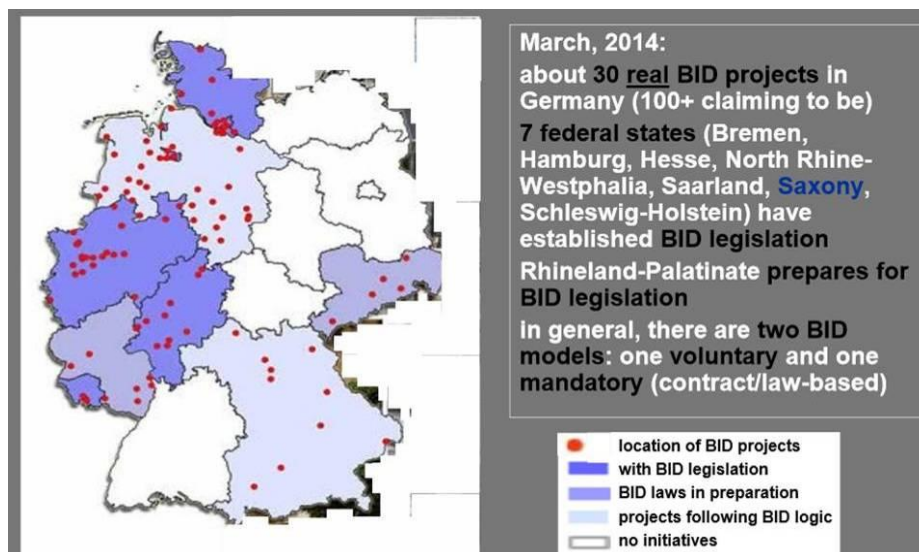 March, 2014:
about 30 real BID projects in
Germany (100+ claiming to be)
7 federal states (Bremen,
Hamburg, Hesse, North Rhine-
Westphalia, Saarland, Saxony,
Schleswig-Holstein) have
established BID legislation
Rhineland-Palatinate prepares for
BID legislation
in general, there are two BID
models: one voluntary and one
mandatory (contract/law-based)
location of BID projects
with BID legislation
BID laws in preparation
projects following BID logic
no initiatives